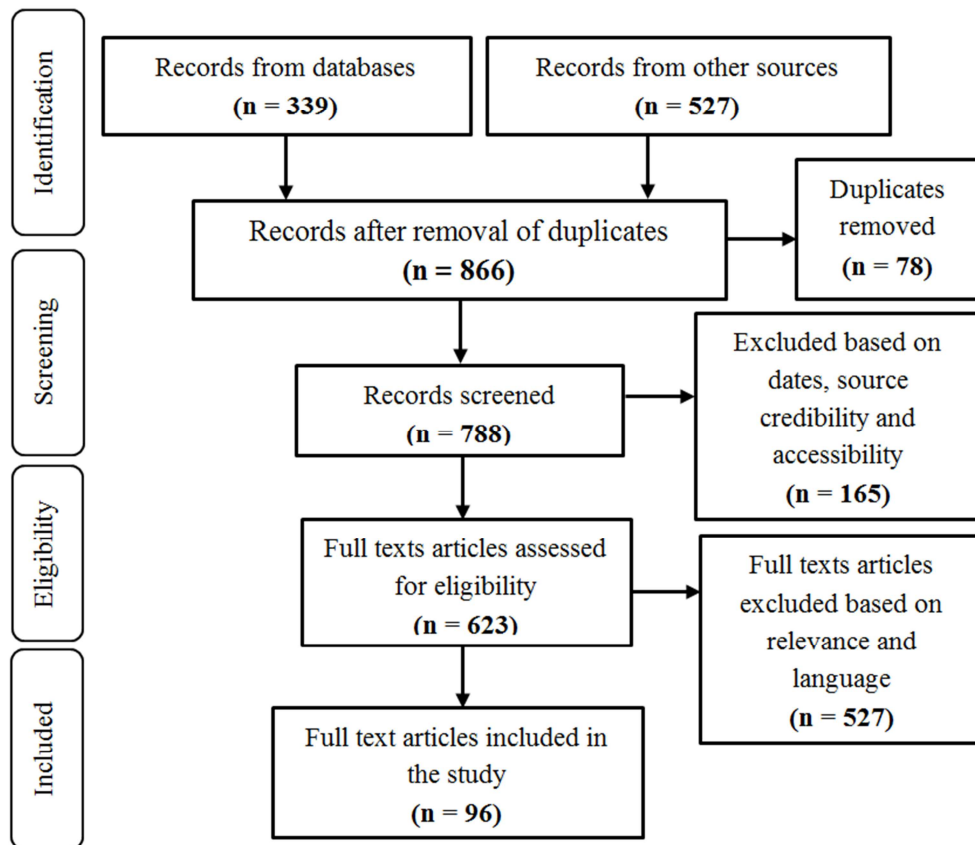 Identification
Records from databases
(n = 339)
Records from other sources
(n = 527)
Records after removal of duplicates
(n = 866)
Duplicates
removed
(n = 78)
Screening
Records screened
(n = 788)
Excluded based on
dates, source
credibility and
accessibility
(n = 165)
Eligibility
Full texts articles assessed
for eligibility
(n = 623)
Full texts articles
excluded based on
relevance and
language
(n = 527)
Included
Full text articles included in
the study
(n = 96)